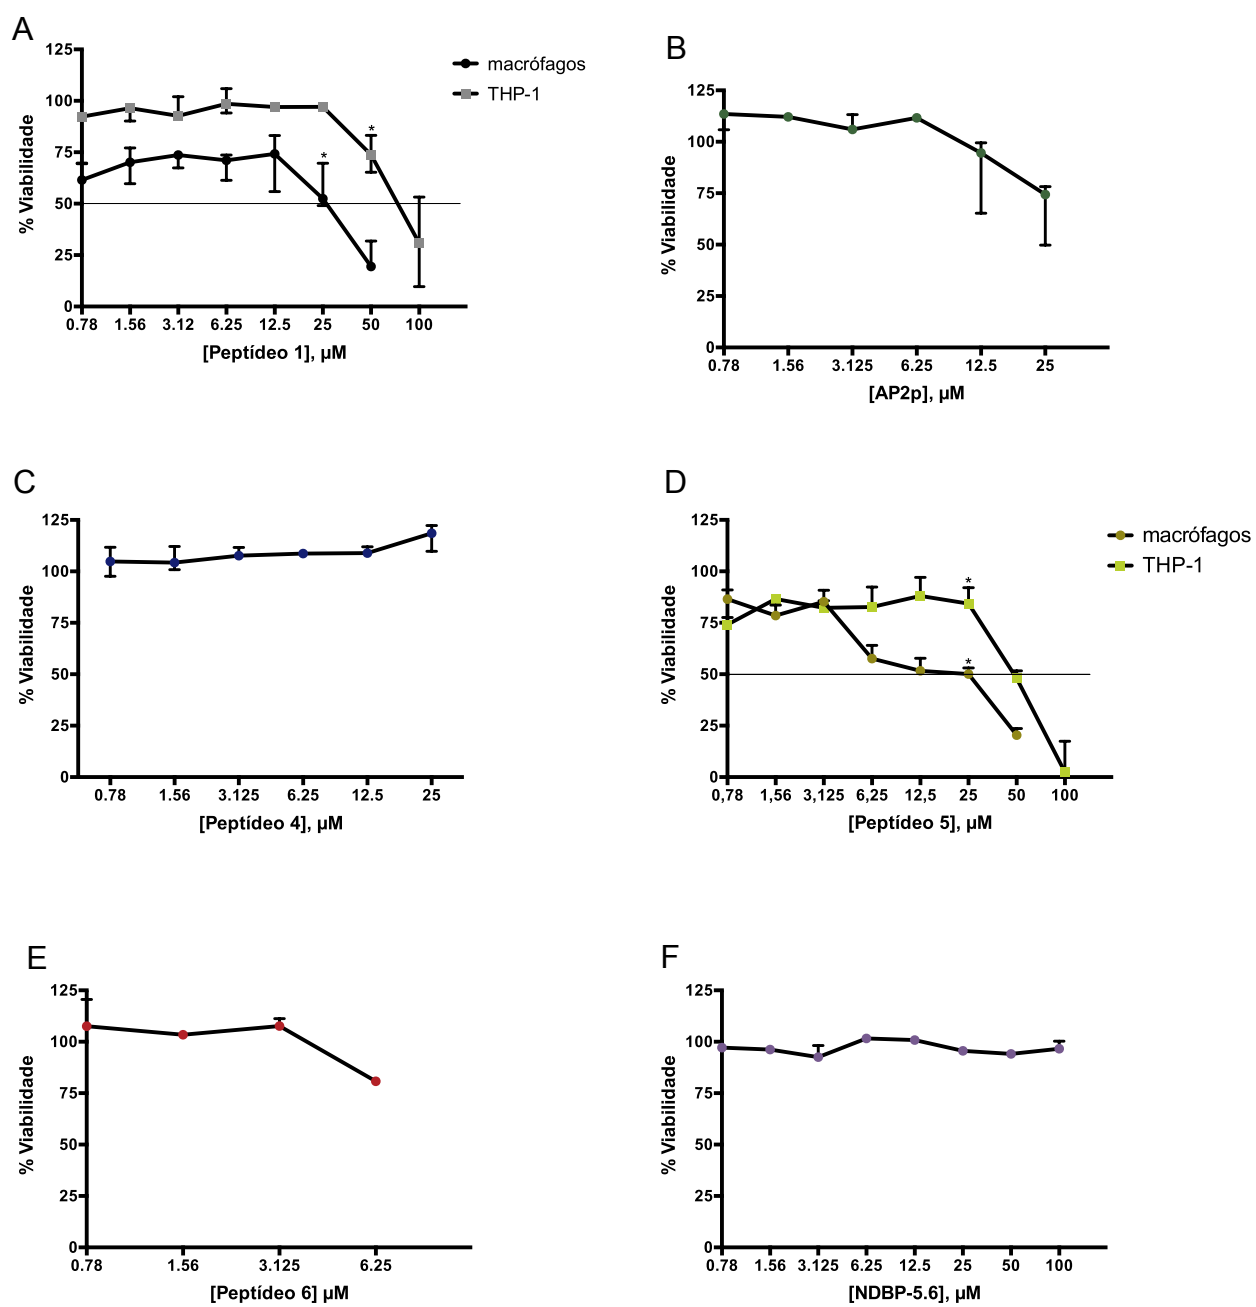 A
125
100
75
50
25
0
% Viabilidade
0.78 1.56 3.12 6.25 12.5 25 50 100
[Peptídeo 1], µM
macrófagos
THP-1
*
*
B
125
100
75
50
25
0
% Viabilidade
0.78 1.56 3.125 6.25 12.5 25
[AP2p], µM
C
125
100
75
50
25
0
% Viabilidade
0.78 1.56 3.125 6.25 12.5 25
[Peptídeo 4], µM
D
125
100
75
50
25
0
% Viabilidade
0,78 1,56 3,125 6,25 12,5 25 50 100
[Peptídeo 5], µM
macrófagos
THP-1
*
*
E
125
100
75
50
25
0
% Viabilidade
0.78 1.56 3.125 6.25
[Peptídeo 6] µM
F
125
100
75
50
25
0
% Viabilidade
0.78 1.56 3.125 6.25 12.5 25 50 100
[NDBP-5.6], µM